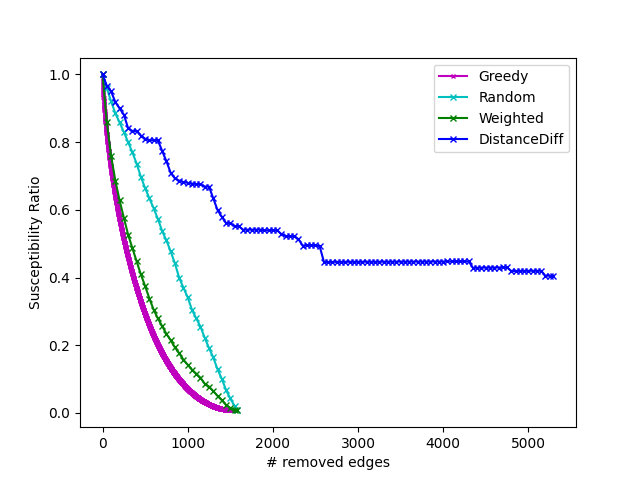 1.0
0.8
0.6
0.4
0.2
0.0
Susceptibility Ratio
0 1000 2000 3000 4000 5000
# removed edges
Greedy
Random
Weighted
DistanceDiff